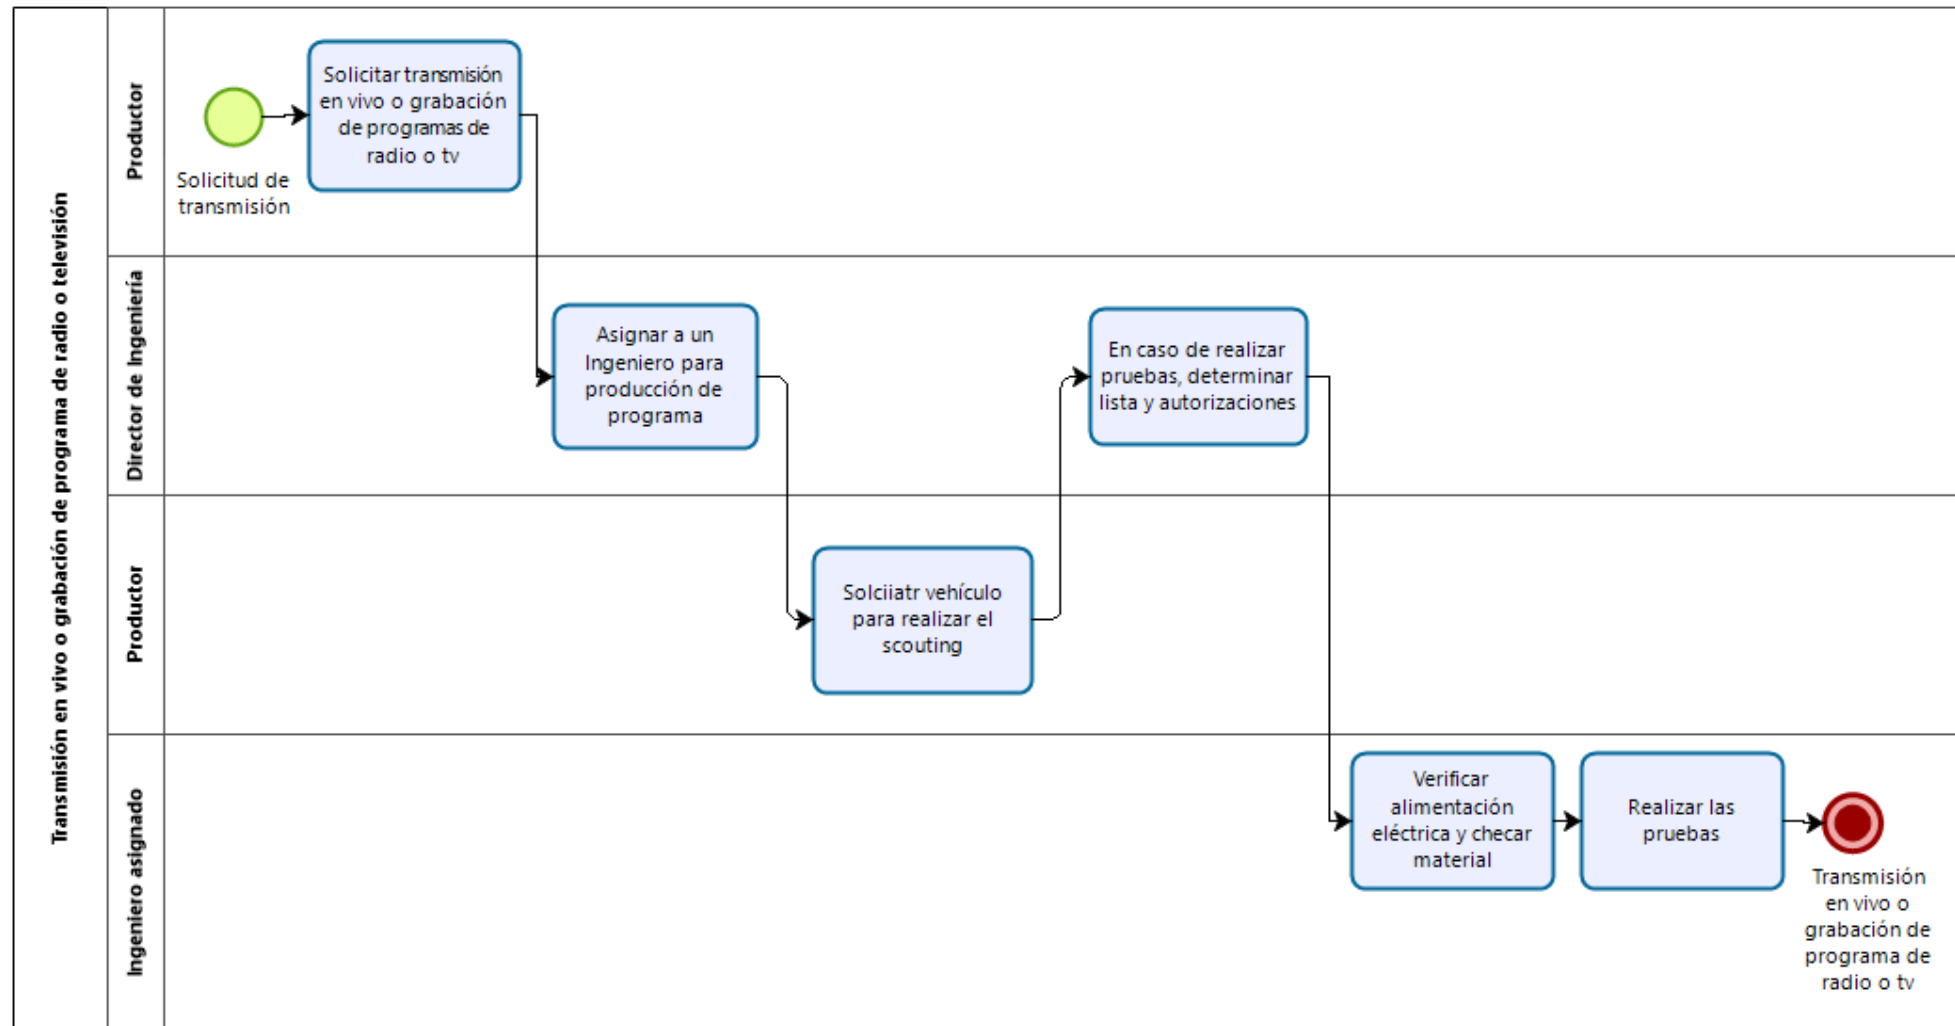 Transmisión en vivo o grabación de programa de radio o televisión
Productor
Solicitud de
transmisión
Solicitar transmisión
en vivo o grabación
de programas de
radio o tv
Director de Ingeniería
Asignar a un
Ingeniero para
producción de
programa
En caso de realizar
pruebas, determinar
lista y autorizaciones
Productor
Solciiatr vehículo
para realizar el
scouting
Ingeniero asignado
Verificar
alimentación
eléctrica y checar
material
Realizar las
pruebas
Transmisión
en vivo o
grabación de
programa de
radio o tv